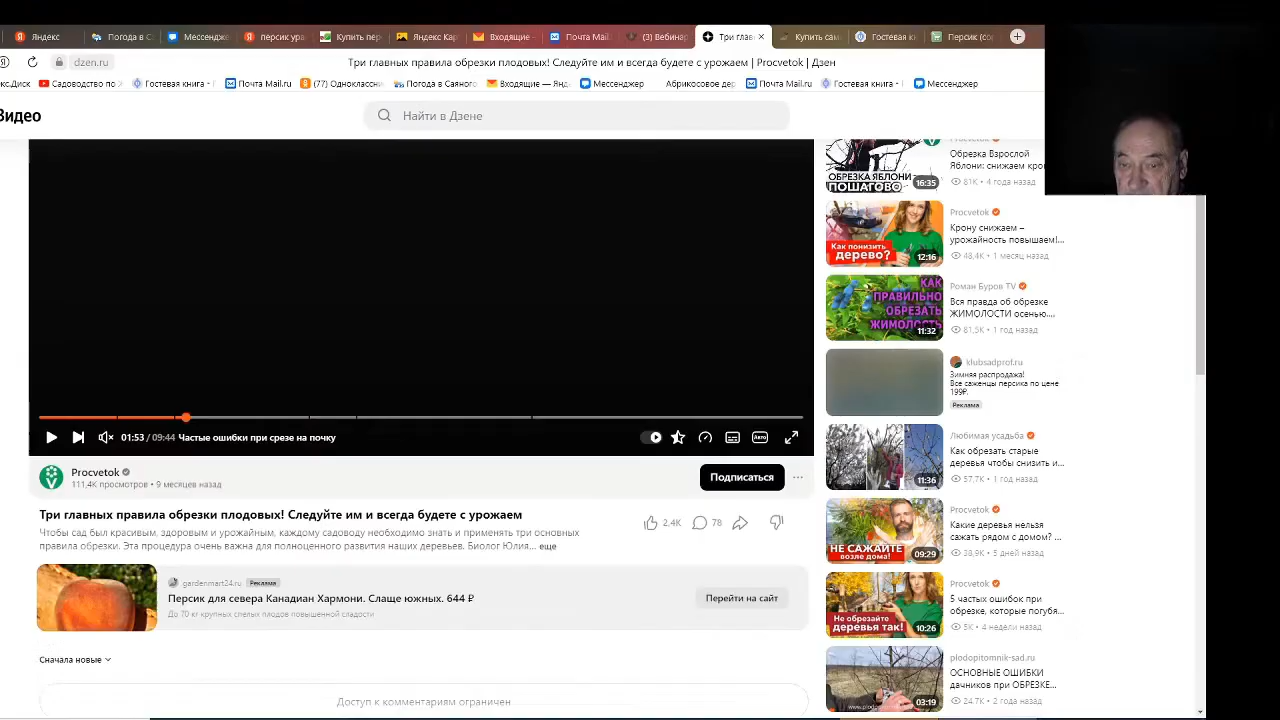 Яндекс
Погода в С
Мессендж
персик ура
Купить пер
Яндекс Кар
Входящие -
Почта Mail.
(3) Вебинар
Три глав
Купить саж
Гостевая к
Персик (со
dzen.ru
Три главных правила обрезки плодовых! Следуйте им и всегда будете с урожаем | Procvetok | Дзен
кс.Диск
Садоводство по
Гостевая книга - Г
Почта Mail.ru
(77) Одноклассн
Погода в Саяного
Входящие — Янд
Мессенджер
Абрикосовое дер
Почта Mail.ru
Гостевая книга - Г
Мессенджер
Видео
Найти в Дзене
01:53 / 09:44 Частые ошибки при срезе на почку
Авто
Procvetok
111,4K просмотров • 9 месяцев назад
Подписаться
Три главных правила обрезки плодовых! Следуйте им и всегда будете с урожаем
2.4K
78
Чтобы сад был красивым, здоровым и урожайным, каждому садоводу необходимо знать и применять три основных
правила обрезки. Эта процедура очень важна для полноценного развития наших деревьев. Биолог Юлия... еще
gardenmart24.ru Реклама
Персик для севера Канадиан Хармони. Слаще южных. 644 ₽
До 70 кг крупных спелых плодов повышенной сладости
Перейти на сайт
Сначала новые
Доступ к комментариям ограничен
ОБРЕЗКА ЯБЛОНИ
ПОШАГОВО
16:35
Procvetok
Обрезка Взрослой
Яблони: снижаем кро
81K • 4 года назад
Как понизить
дерево?
12:16
Procvetok
Крону снижаем –
урожайность повышаем!...
48,4K • 1 месяц назад
КАК
ПРАВИЛЬНО
ОБРЕЗАТЬ
ЖИМОЛОСТЬ
11:32
Роман Буров TV
Вся правда об обрезке
ЖИМОЛОСТИ осенью....
81,5K • 1 год назад
klubsadprof.ru
Зимняя распродажа!
Все саженцы персика по цене
199₽.
Реклама
11:36
Любимая усадьба
Как обрезать старые
деревья чтобы снизить и...
57,7K • 1 год назад
НЕ САЖАЙТЕ
возле дома!
09:29
Procvetok
Какие деревья нельзя
сажать рядом с домом? ...
38,9K • 5 дней назад
Не обрезайте
деревья так!
10:26
Procvetok
5 частых ошибок при
обрезке, которые погубя...
5K • 4 недели назад
03:19
plodopitomnik-sad.ru
ОСНОВНЫЕ ОШИБКИ
дачников при ОБРЕЗКЕ...
24.7K • 2 года назад